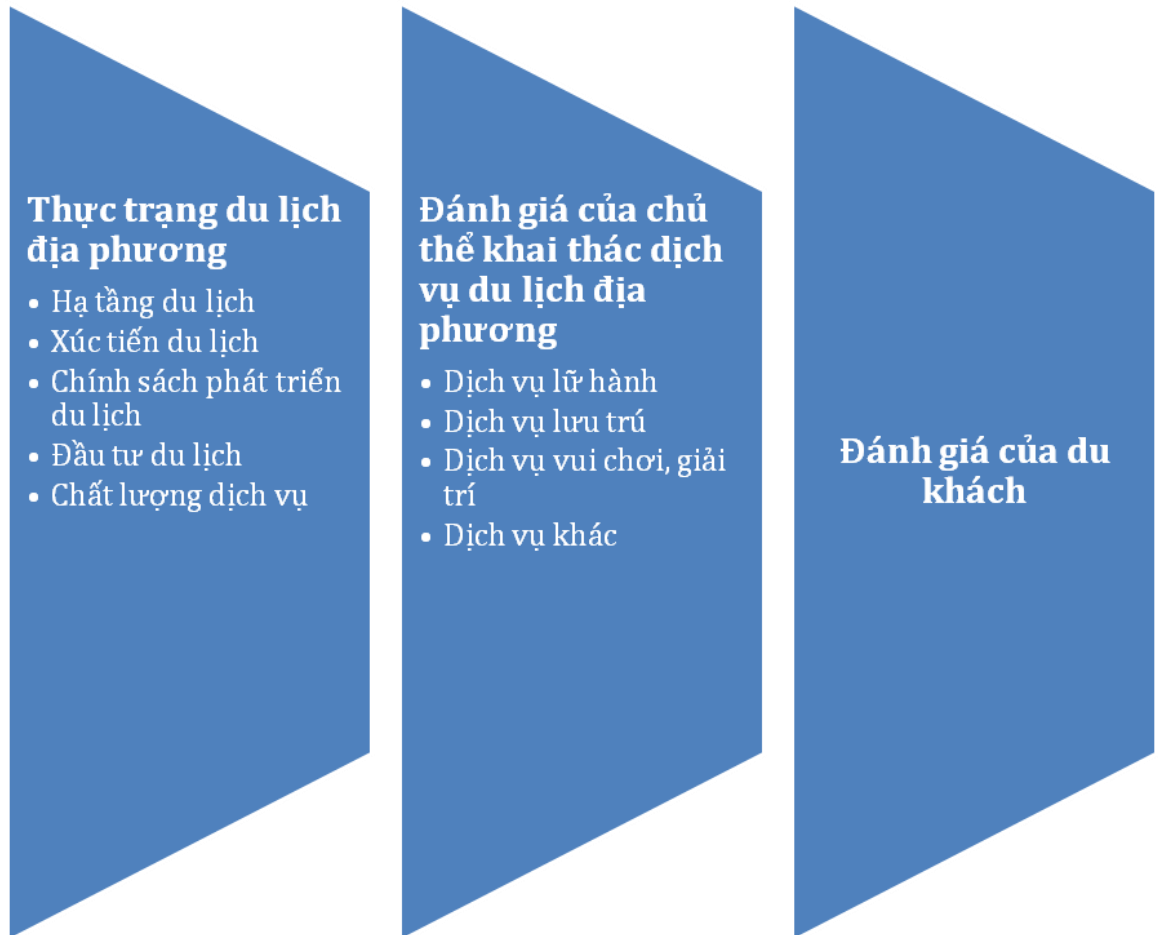 Thực trạng du lịch
địa phương
• Hạ tầng du lịch
• Xúc tiến du lịch
• Chính sách phát triển
du lịch
• Đầu tư du lịch
• Chất lượng dịch vụ
Đánh giá của chủ
thể khai thác dịch
vụ du lịch địa
phương
• Dịch vụ lữ hành
• Dịch vụ lưu trú
• Dịch vụ vui chơi, giải
trí
• Dịch vụ khác
Đánh giá của du
khách